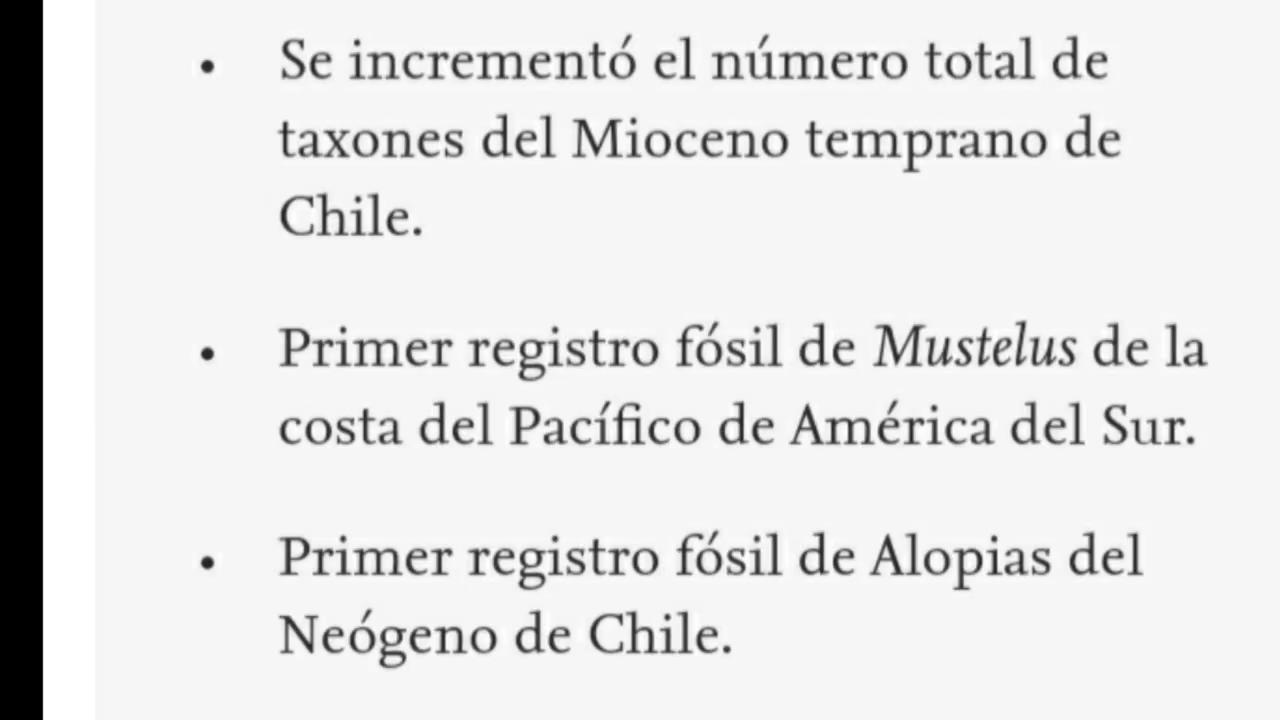 • Se incrementó el número total de
taxones del Mioceno temprano de
Chile.
• Primer registro fósil de Mustelus de la
costa del Pacífico de América del Sur.
• Primer registro fósil de Alopias del
Neógeno de Chile.